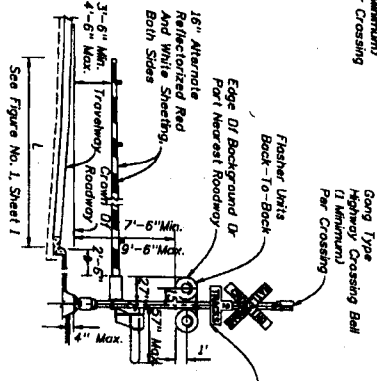 Minimum)
Crossing
Gong Type
Highway Crossing Bell
(1 Minimum)
Per Crossing
Flasher Units
Back-To-Back
Edge Of Background Or
Part Nearest Roadway
16" Alternate
Reflectorized Red
And White Sheeting,
Both Sides
3'-6" Min.
4'-6" Max.
Crown Of
Roadway
Travelway
L
See Figure No. 1, Sheet 1
7'-6" Min.
9'-6" Max.
2'-6"
4" Max.
1'
TRACKS